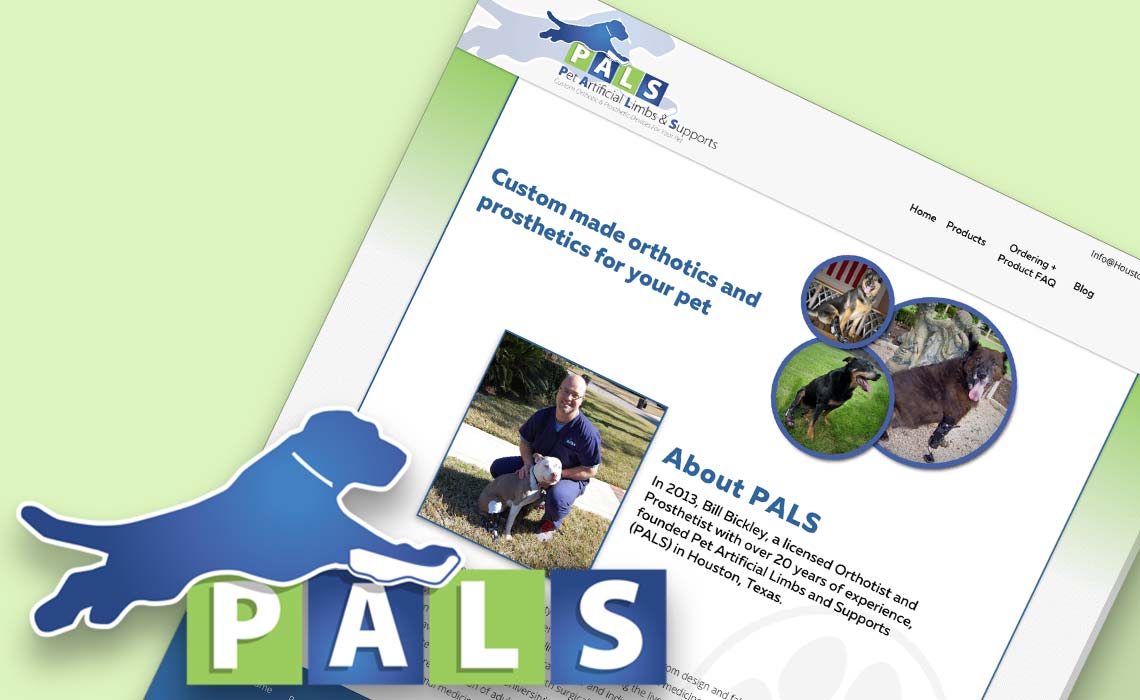 PALS
Pet Artificial Limbs & Supports
Custom Orthotic & Prosthetic Devices For Your Pet
Home
Products
Ordering +
Product FAQ
Blog
Custom made orthotics and
prosthetics for your pet
About PALS
In 2013, Bill Bickley, a licensed Orthotist and
Prosthetist with over 20 years of experience,
founded Pet Artificial Limbs and Supports
(PALS) in Houston, Texas.
PALS